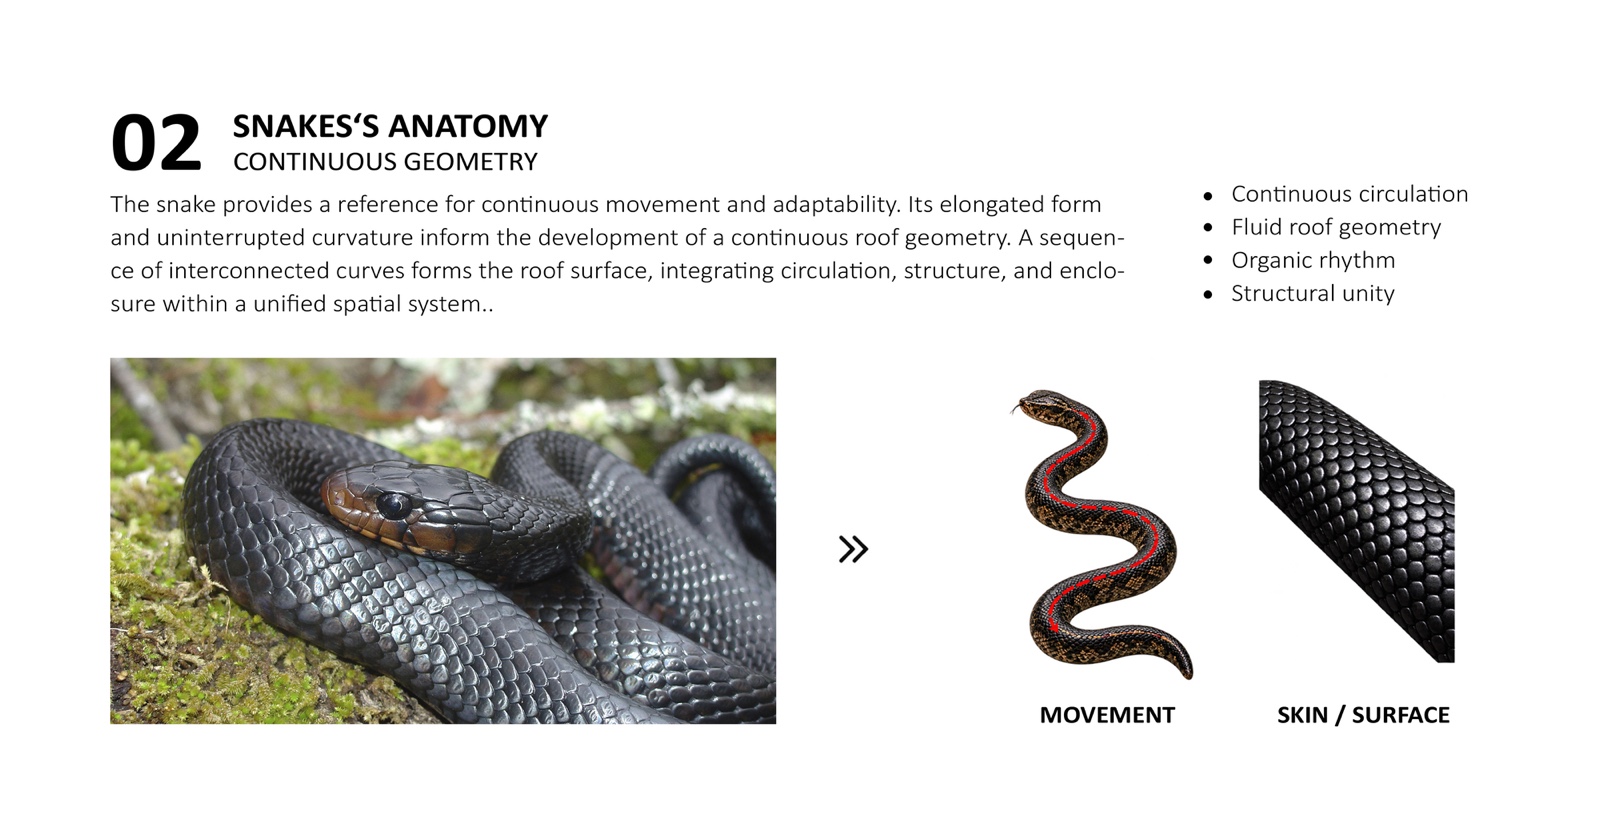 02
SNAKES‘S ANATOMY
CONTINUOUS GEOMETRY
The snake provides a reference for continuous movement and adaptability. Its elongated form
and uninterrupted curvature inform the development of a continuous roof geometry. A sequen-
ce of interconnected curves forms the roof surface, integrating circulation, structure, and enclo-
sure within a unified spatial system..
• Continuous circulation
• Fluid roof geometry
• Organic rhythm
• Structural unity
MOVEMENT
SKIN / SURFACE